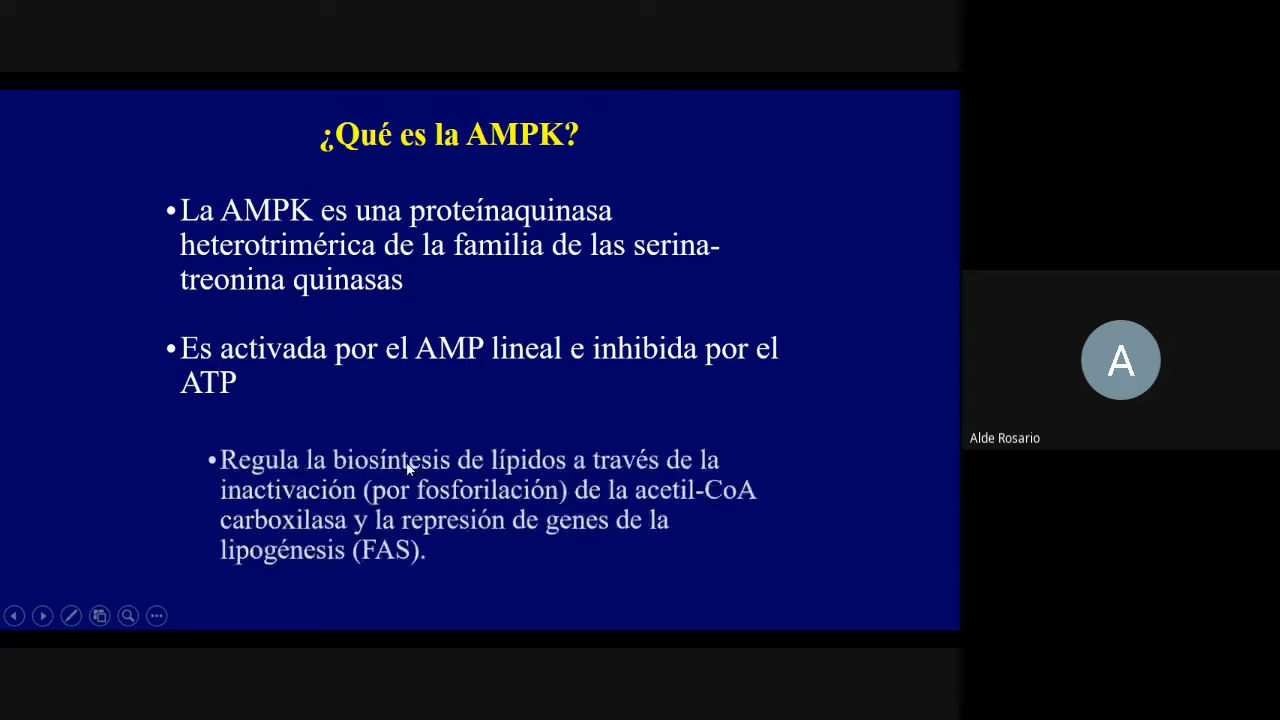 ¿Qué es la AMPK?
•La AMPK es una proteínaquinasa
heterotrimérica de la familia de las serina-
treonina quinasas
•Es activada por el AMP lineal e inhibida por el
ATP
•Regula la biosíntesis de lípidos a través de la
inactivación (por fosforilación) de la acetil-CoA
carboxilasa y la represión de genes de la
lipogénesis (FAS).
A
Alde Rosario